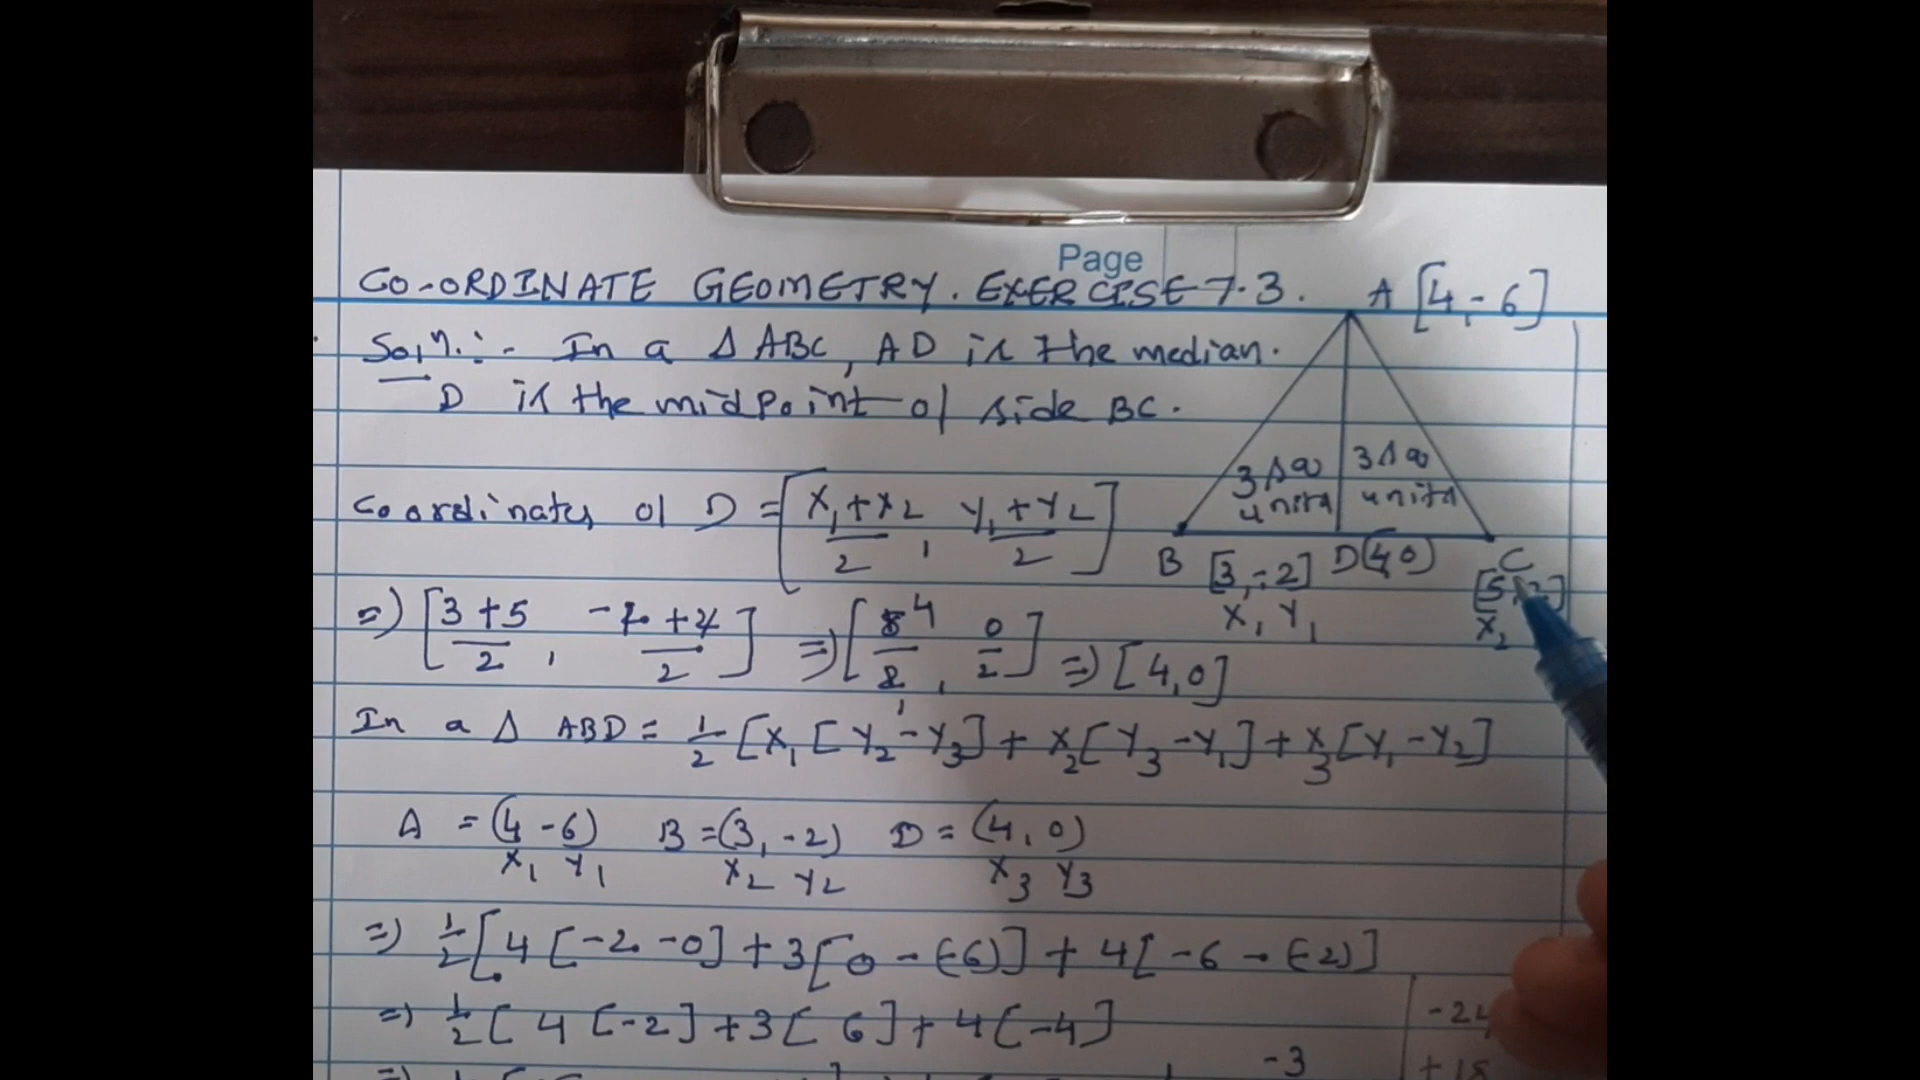 Page
CO-ORDINATE GEOMETRY. EXERCISE 7.3.
A [4,-6]
Soln.:- In a Δ ABC, AD is the median.
D is the midpoint of side BC.
3 sq units
3 sq units
Coordinates of D = [X₁+X₂/2, Y₁+Y₂/2]
B [3,-2] D(4,0) C
X₁ Y₁
X₂
=) [3+5/2, -2+2/2] =) [8 4/2 1, 0/2] =) [4,0]
In a Δ ABD = 1/2 [X₁[Y₂-Y₃] + X₂[Y₃-Y₁] + X₃[Y₁-Y₂]
A = (4 -6) B = (3,-2) D = (4,0)
X₁ Y₁ X₂ Y₂ X₃ Y₃
=) 1/2 [4[-2-0] + 3[0-(-6)] + 4[-6-(-2)]
=) 1/2 [4[-2] + 3[6] + 4[-4]
-24
-3
+18